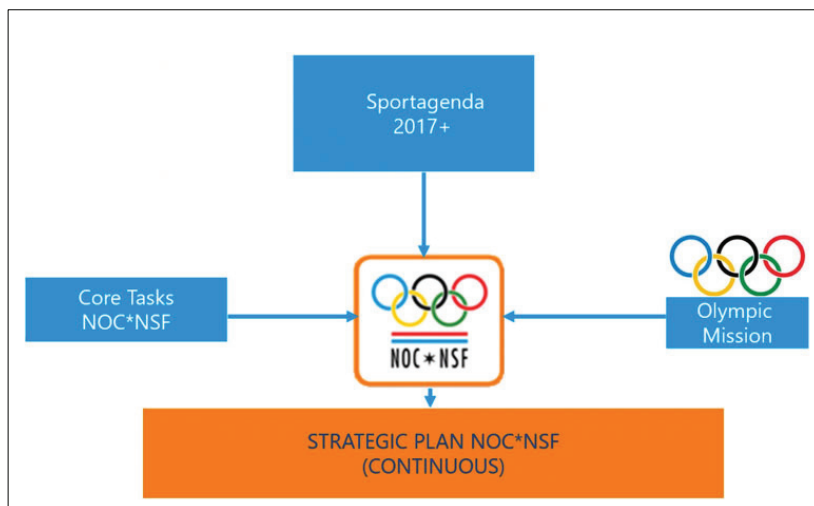 Sportagenda
2017+
Core Tasks
NOC*NSF
NOC*NSF
Olympic
Mission
STRATEGIC PLAN NOC*NSF
(CONTINUOUS)